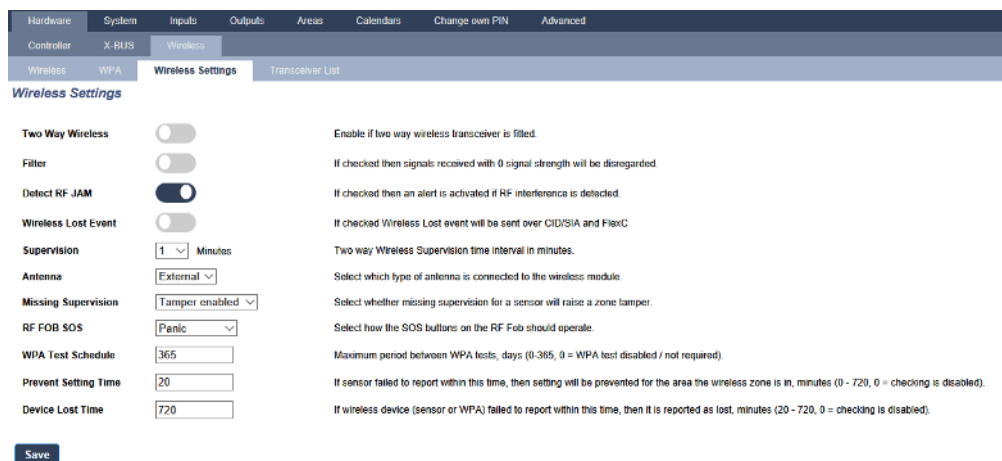 Hardware System Inputs Outputs Areas Calendars Change own PIN Advanced
Controller X-BUS Wireless
Wireless WPA Wireless Settings Transceiver List
Wireless Settings
Two Way Wireless Enable if two way wireless transceiver is fitted.
Filter If checked then signals received with 0 signal strength will be disregarded.
Detect RF JAM If checked then an alert is activated if RF interference is detected.
Wireless Lost Event If checked Wireless Lost event will be sent over CID/SIA and FlexC
Supervision 1 Minutes Two way Wireless Supervision time interval in minutes.
Antenna External Select which type of antenna is connected to the wireless module.
Missing Supervision Tamper enabled Select whether missing supervision for a sensor will raise a zone tamper.
RF FOB SOS Panic Select how the SOS buttons on the RF Fob should operate.
WPA Test Schedule 365 Maximum period between WPA tests, days (0-365, 0 = WPA test disabled / not required).
Prevent Setting Time 20 If sensor failed to report within this time, then setting will be prevented for the area the wireless zone is in, minutes (0 - 720, 0 = checking is disabled).
Device Lost Time 720 If wireless device (sensor or WPA) failed to report within this time, then it is reported as lost, minutes (20 - 720, 0 = checking is disabled).
Save